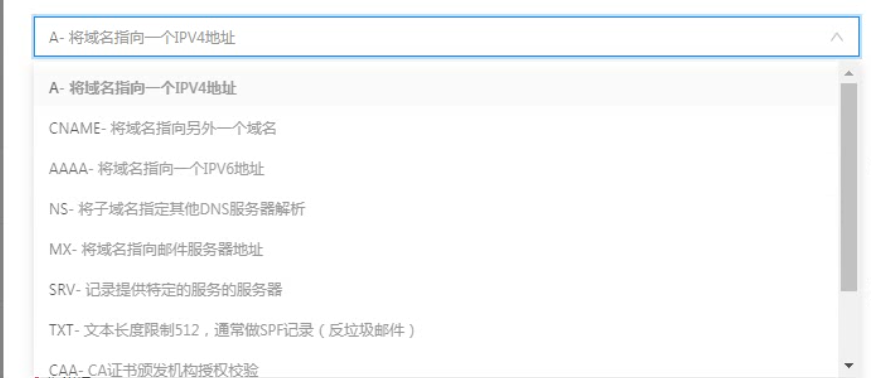 A- 将域名指向一个IPV4地址
A- 将域名指向一个IPV4地址
CNAME- 将域名指向另外一个域名
AAAA- 将域名指向一个IPV6地址
NS- 将子域名指定其他DNS服务器解析
MX- 将域名指向邮件服务器地址
SRV- 记录提供特定的服务的服务器
TXT- 文本长度限制512，通常做SPF记录（反垃圾邮件）
CAA- CA证书颁发机构授权校验